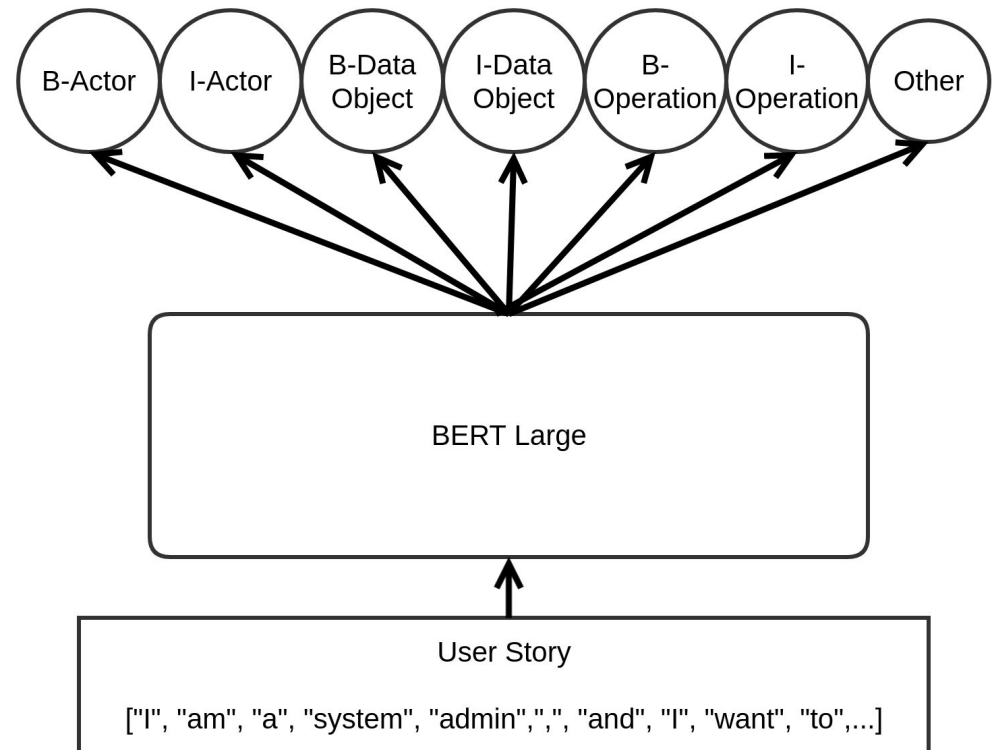 B-Actor
I-Actor
B-Data
Object
I-Data
Object
B-
Operation
I-
Operation
Other
BERT Large
User Story
["I", "am", "a", "system", "admin",",", "and", "I", "want", "to",...]